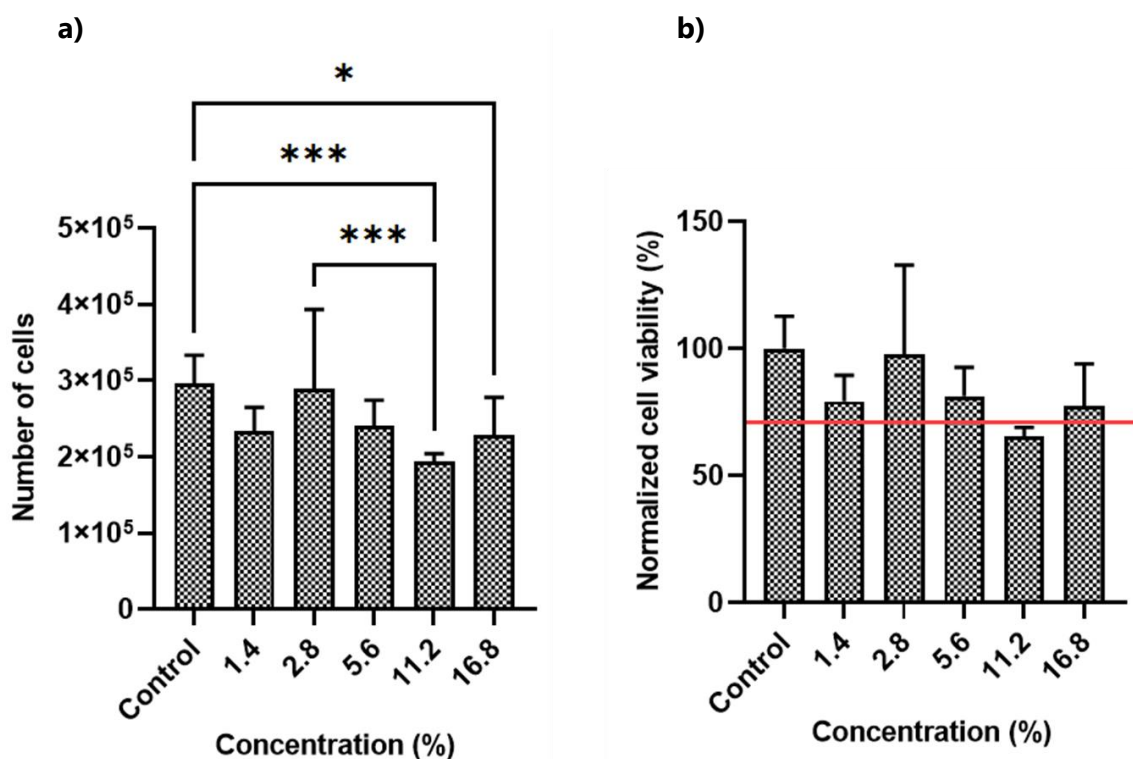 a)
*
***
***
Number of cells
5×10⁵
4×10⁵
3×10⁵
2×10⁵
1×10⁵
0
Control
1.4
2.8
5.6
11.2
16.8
Concentration (%)
b)
Normalized cell viability (%)
150
100
50
0
Control
1.4
2.8
5.6
11.2
16.8
Concentration (%)